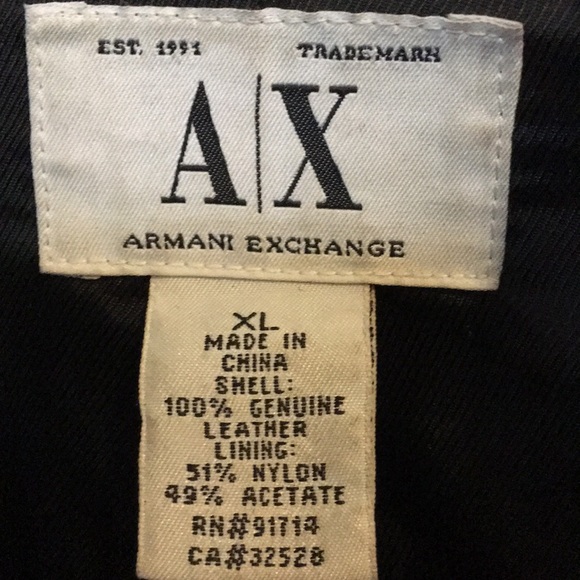 EST. 1991 TRADEMARK
A|X
ARMANI EXCHANGE
XL
MADE IN
CHINA
SHELL:
100% GENUINE
LEATHER
LINING:
51% NYLON
49% ACETATE
RN#91714
CA#32528